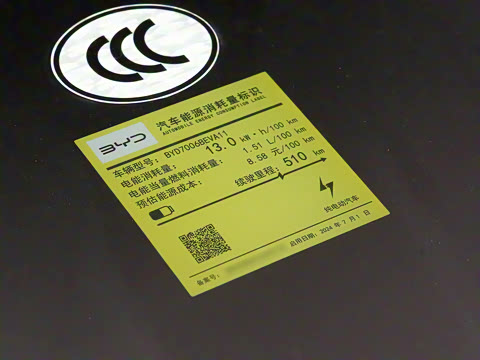 CCC
汽车能源消耗量标识
AUTOMOBILE ENERGY CONSUMPTION LABEL
BYD
车辆型号: BYD7006BEVA11
电能消耗量: 13.0 kW·h/100 km
电能当量燃料消耗量: 1.51 L/100 km
预估能源成本: 8.58 元/100 km
续驶里程: 510 km
纯电动汽车
备案号:
启用日期: 2024 年 7 月 1 日